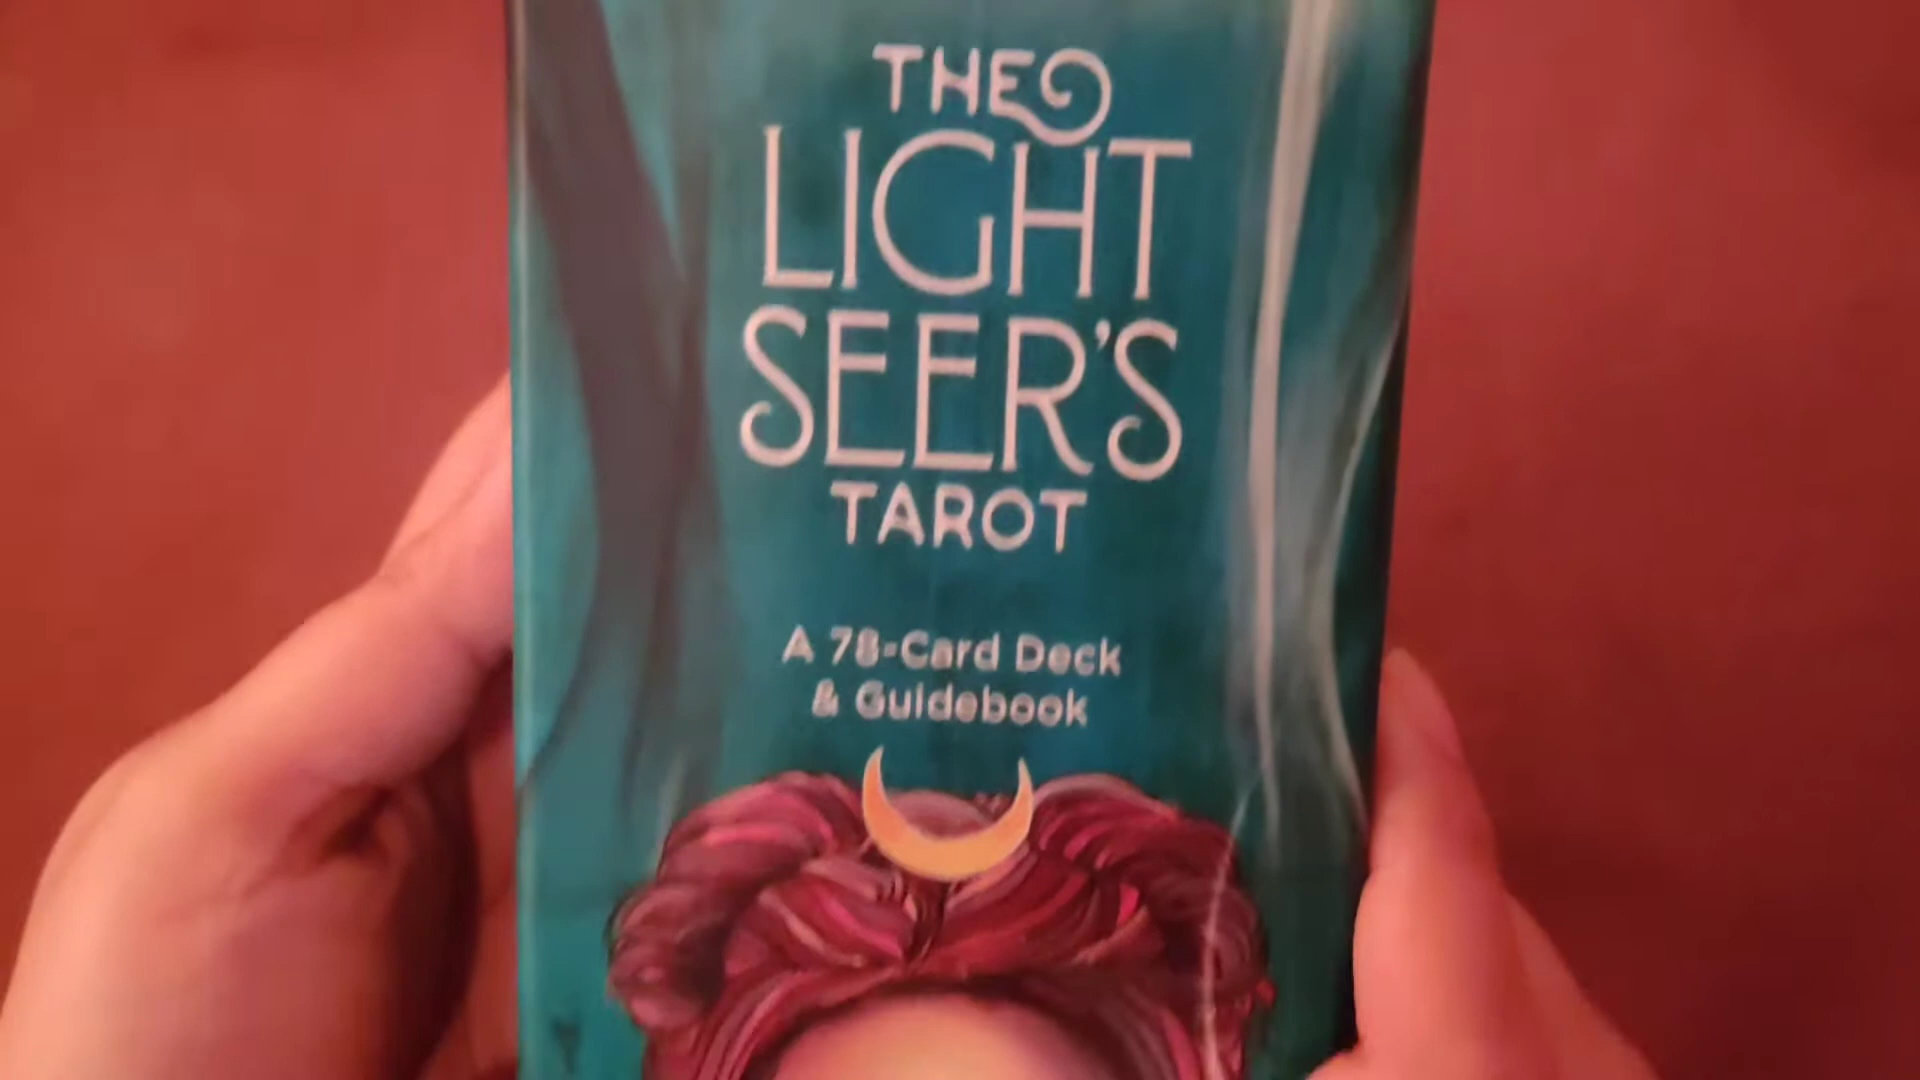 THE
LIGHT
SEER'S
TAROT
A 78-Card Deck
& Guidebook